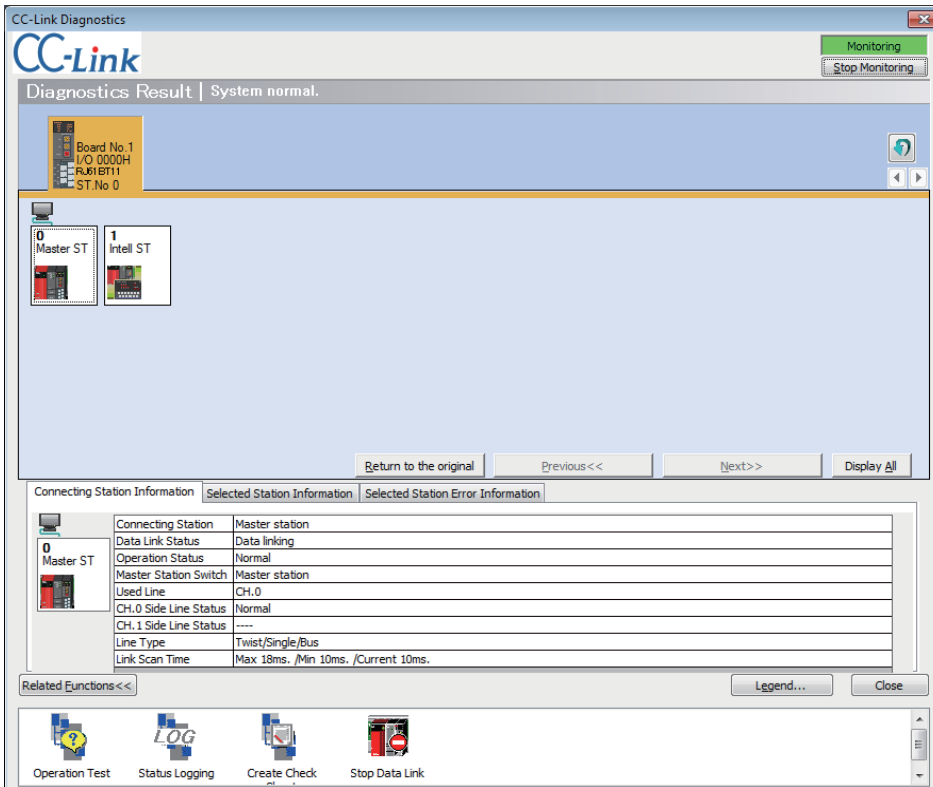 CC-Link Diagnostics
CC-Link
Monitoring
Stop Monitoring
Diagnostics Result | System normal.
Board No.1
I/O 0000H
RJ61BT11
ST.No 0
0
Master ST
1
Intell ST
Return to the original
Previous<<
Next>>
Display All
Connecting Station Information
Selected Station Information
Selected Station Error Information
0
Master ST
Connecting Station Master station
Data Link Status Data linking
Operation Status Normal
Master Station Switch Master station
Used Line CH.0
CH.0 Side Line Status Normal
CH.1 Side Line Status ----
Line Type Twist/Single/Bus
Link Scan Time Max 18ms. /Min 10ms. /Current 10ms.
Related Functions<<
Legend...
Close
LOG
Operation Test
Status Logging
Create Check
Stop Data Link